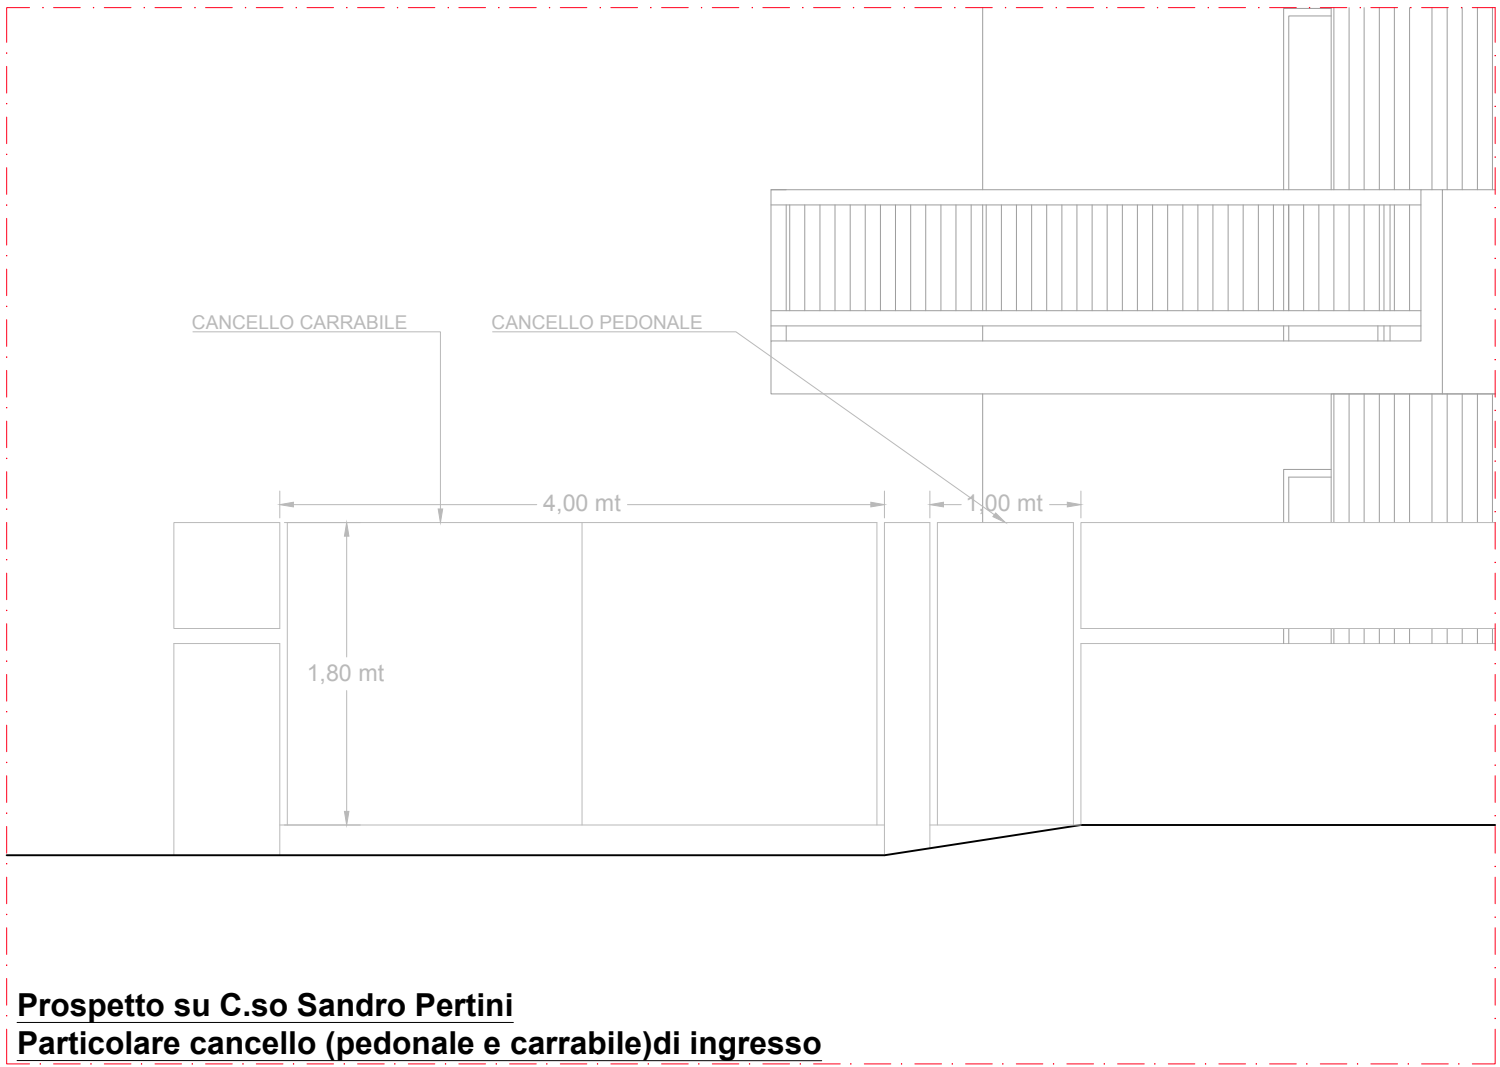 CANCELLO CARRABILE
CANCELLO PEDONALE
4,00 mt
1,00 mt
1,80 mt
Prospetto su C.so Sandro Pertini
Particolare cancello (pedonale e carrabile)di ingresso